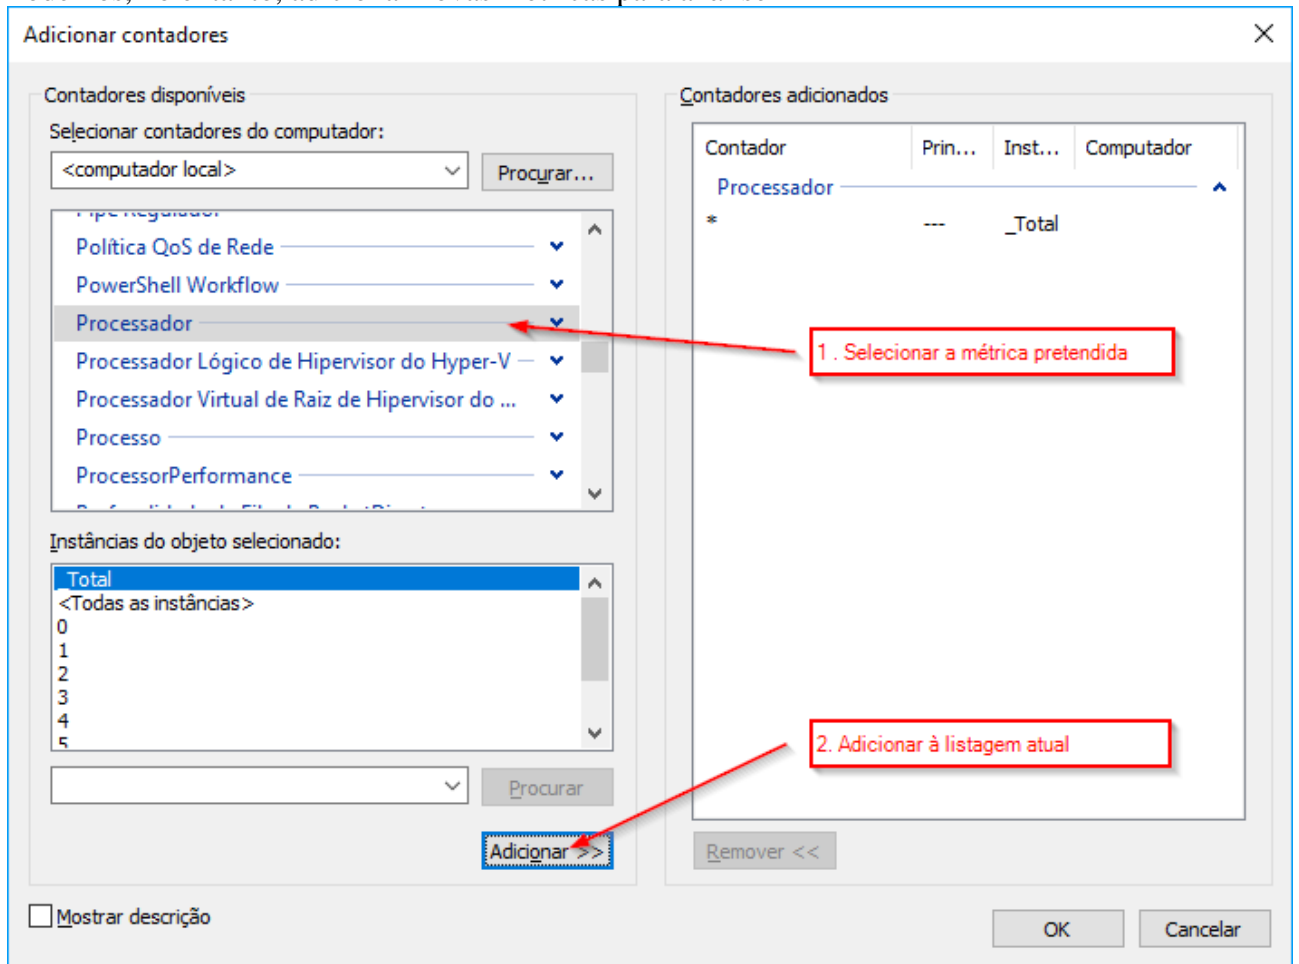 Adicionar contadores
Contadores disponíveis
Selecionar contadores do computador:
<computador local>
Procurar...
Política QoS de Rede
PowerShell Workflow
Processador
Processador Lógico de Hipervisor do Hyper-V
Processador Virtual de Raiz de Hipervisor do ...
Processo
ProcessorPerformance
Instâncias do objeto selecionado:
_Total
<Todas as instâncias>
0
1
2
3
4
5
Procurar
Adicionar >>
Mostrar descrição
Contadores adicionados
Contador Prin... Inst... Computador
Processador
* --- _Total
1 . Selecionar a métrica pretendida
2. Adicionar à listagem atual
Remover <<
OK
Cancelar